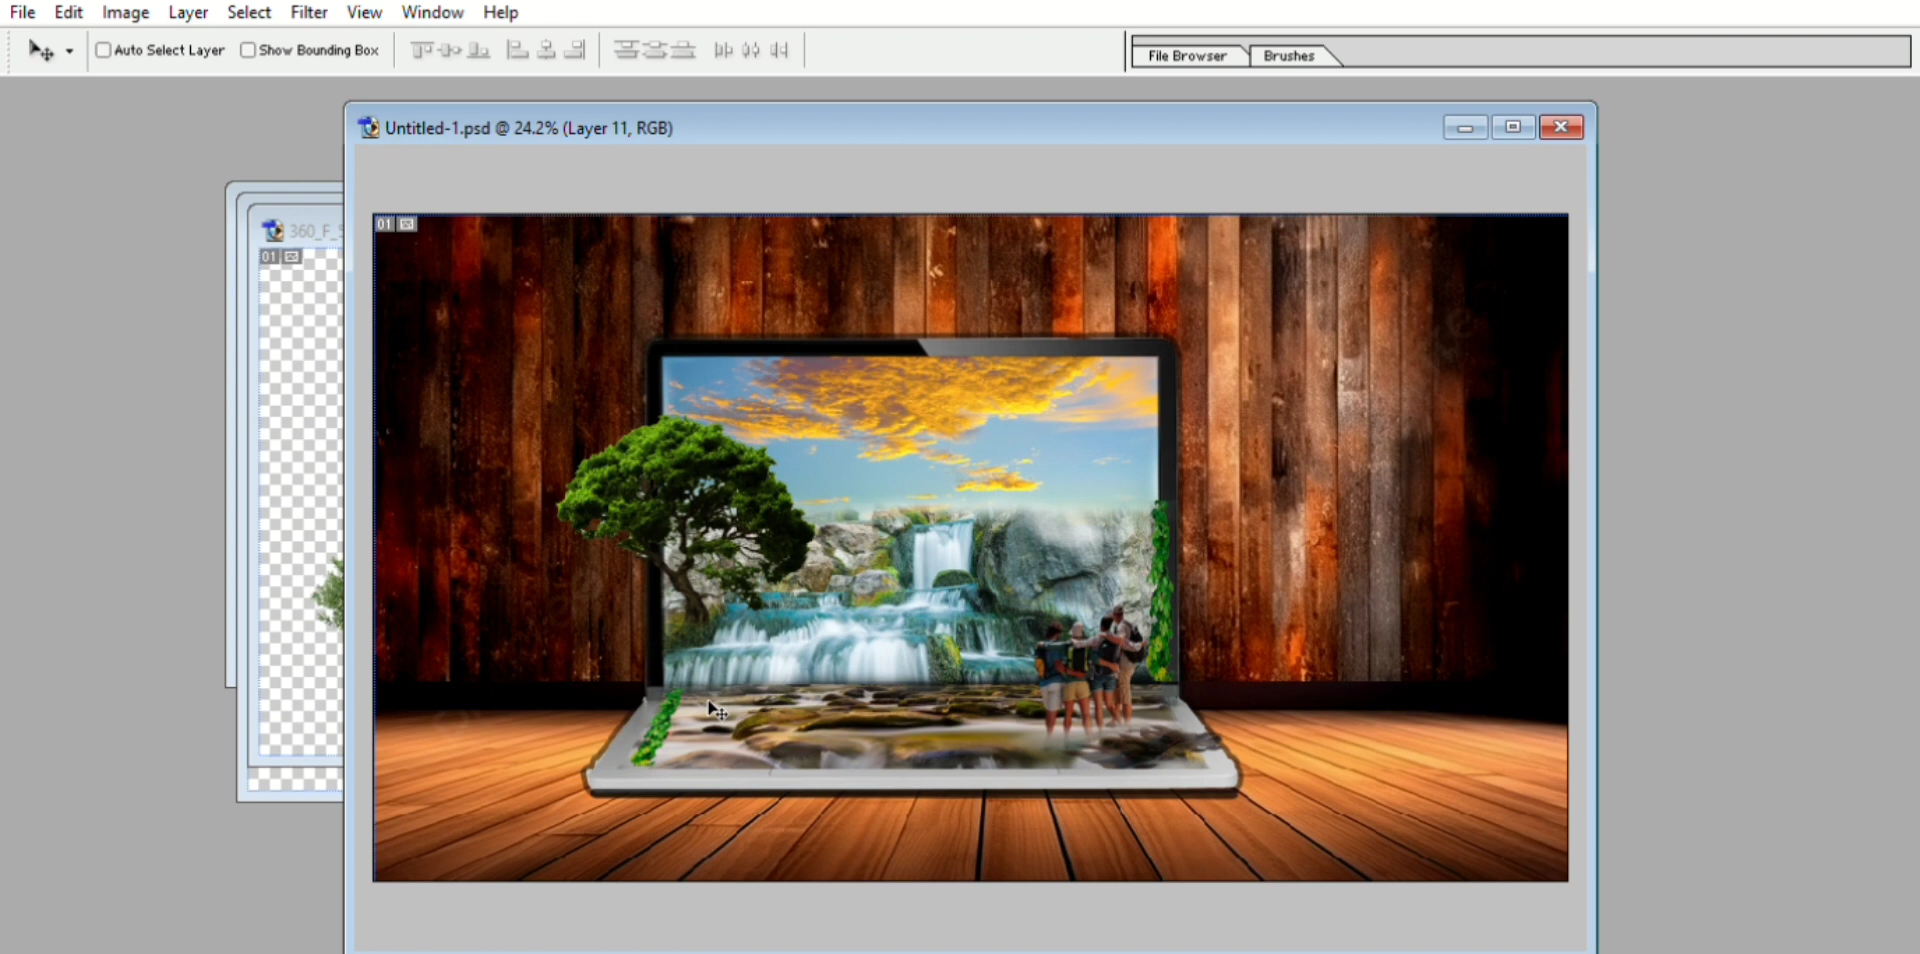 File Edit Image Layer Select Filter View Window Help
Auto Select Layer Show Bounding Box File Browser Brushes
Untitled-1.psd @ 24.2% (Layer 11, RGB)
01
360_F_5
01